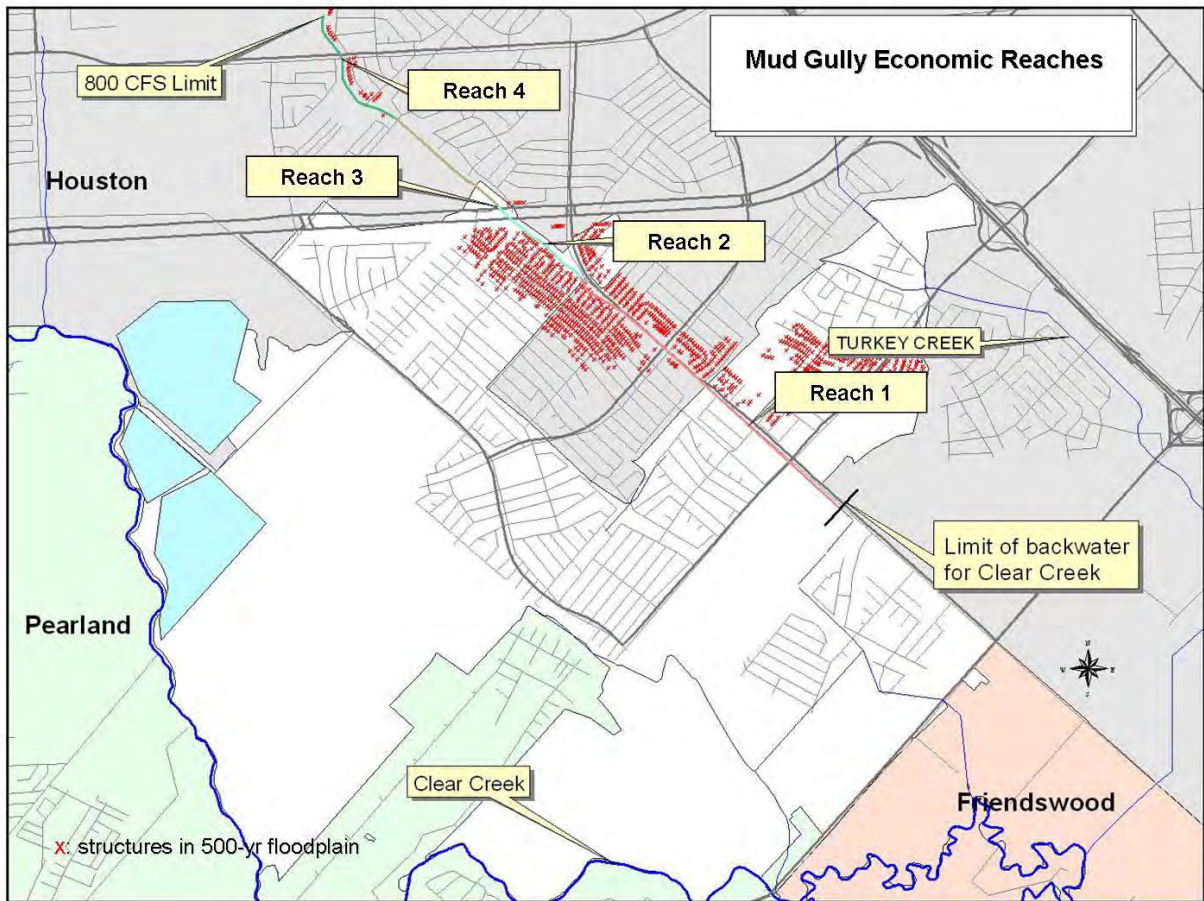 Mud Gully Economic Reaches
800 CFS Limit
Reach 4
Houston
Reach 3
Reach 2
TURKEY CREEK
Reach 1
Limit of backwater
for Clear Creek
Pearland
N
W
E
S
Clear Creek
Friendswood
x: structures in 500-yr floodplain